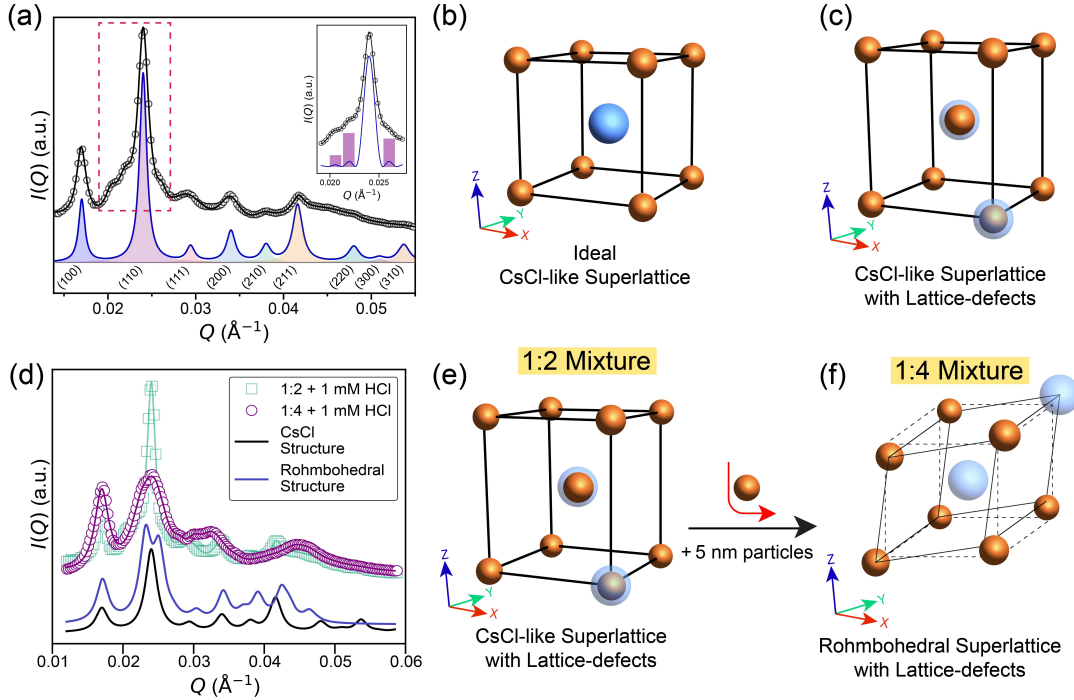 (a)
I(Q) (a.u.)
I(Q) (a.u.)
0.020
0.025
Q (Å⁻¹)
(100)
(110)
(111)
(200)
(210)
(211)
(220)
(300)
(310)
0.02
0.03
0.04
0.05
Q (Å⁻¹)
(b)
Z
Y
X
Ideal
CsCl-like Superlattice
(c)
Z
Y
X
CsCl-like Superlattice
with Lattice-defects
(d)
I(Q) (a.u.)
1:2 + 1 mM HCl
1:4 + 1 mM HCl
CsCl
Structure
Rohmbohedral
Structure
0.01
0.02
0.03
0.04
0.05
0.06
Q (Å⁻¹)
1:2 Mixture
(e)
Z
Y
X
CsCl-like Superlattice
with Lattice-defects
+ 5 nm particles
1:4 Mixture
(f)
Z
Y
X
Rohmbohedral Superlattice
with Lattice-defects